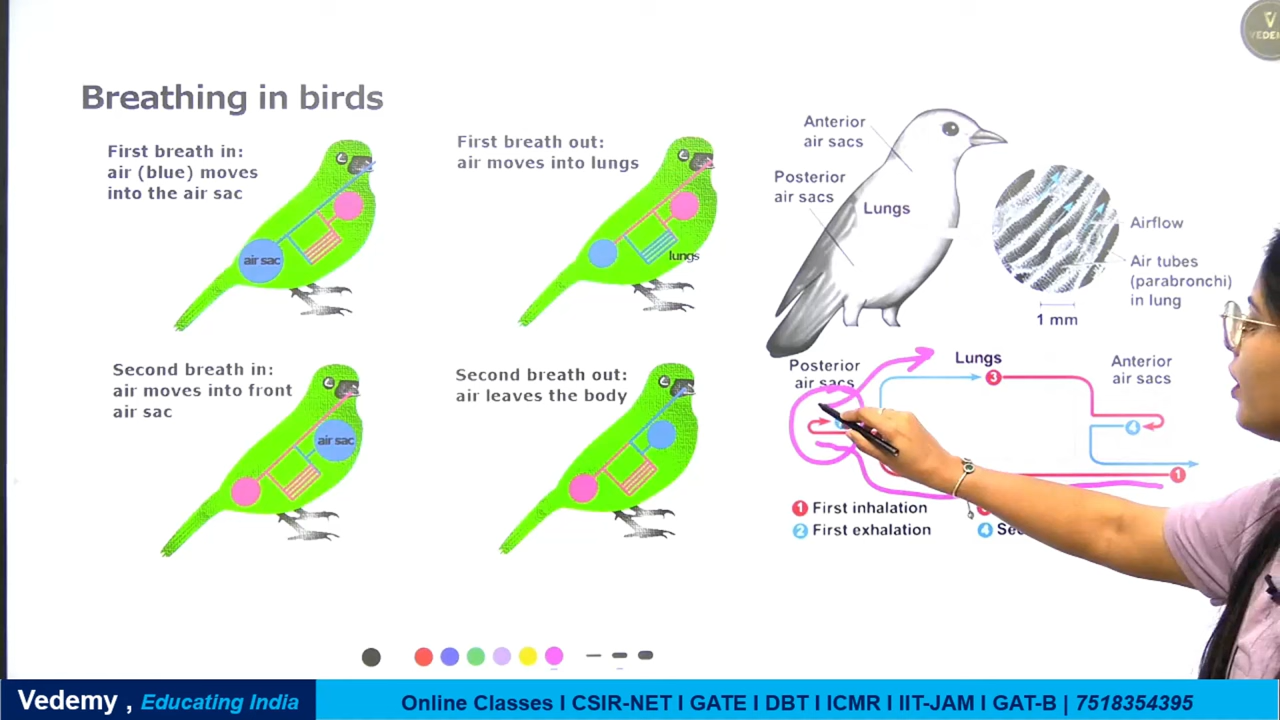 Breathing in birds
First breath in:
air (blue) moves
into the air sac
air sac
First breath out:
air moves into lungs
lungs
Second breath in:
air moves into front
air sac
air sac
Second breath out:
air leaves the body
Anterior
air sacs
Posterior
air sacs
Lungs
Airflow
Air tubes
(parabronchi)
in lung
1 mm
Posterior
air sacs
Lungs
Anterior
air sacs
3
4
1
1 First inhalation
2 First exhalation
4
Vedemy , Educating India
Online Classes I CSIR-NET I GATE I DBT I ICMR I IIT-JAM I GAT-B | 7518354395